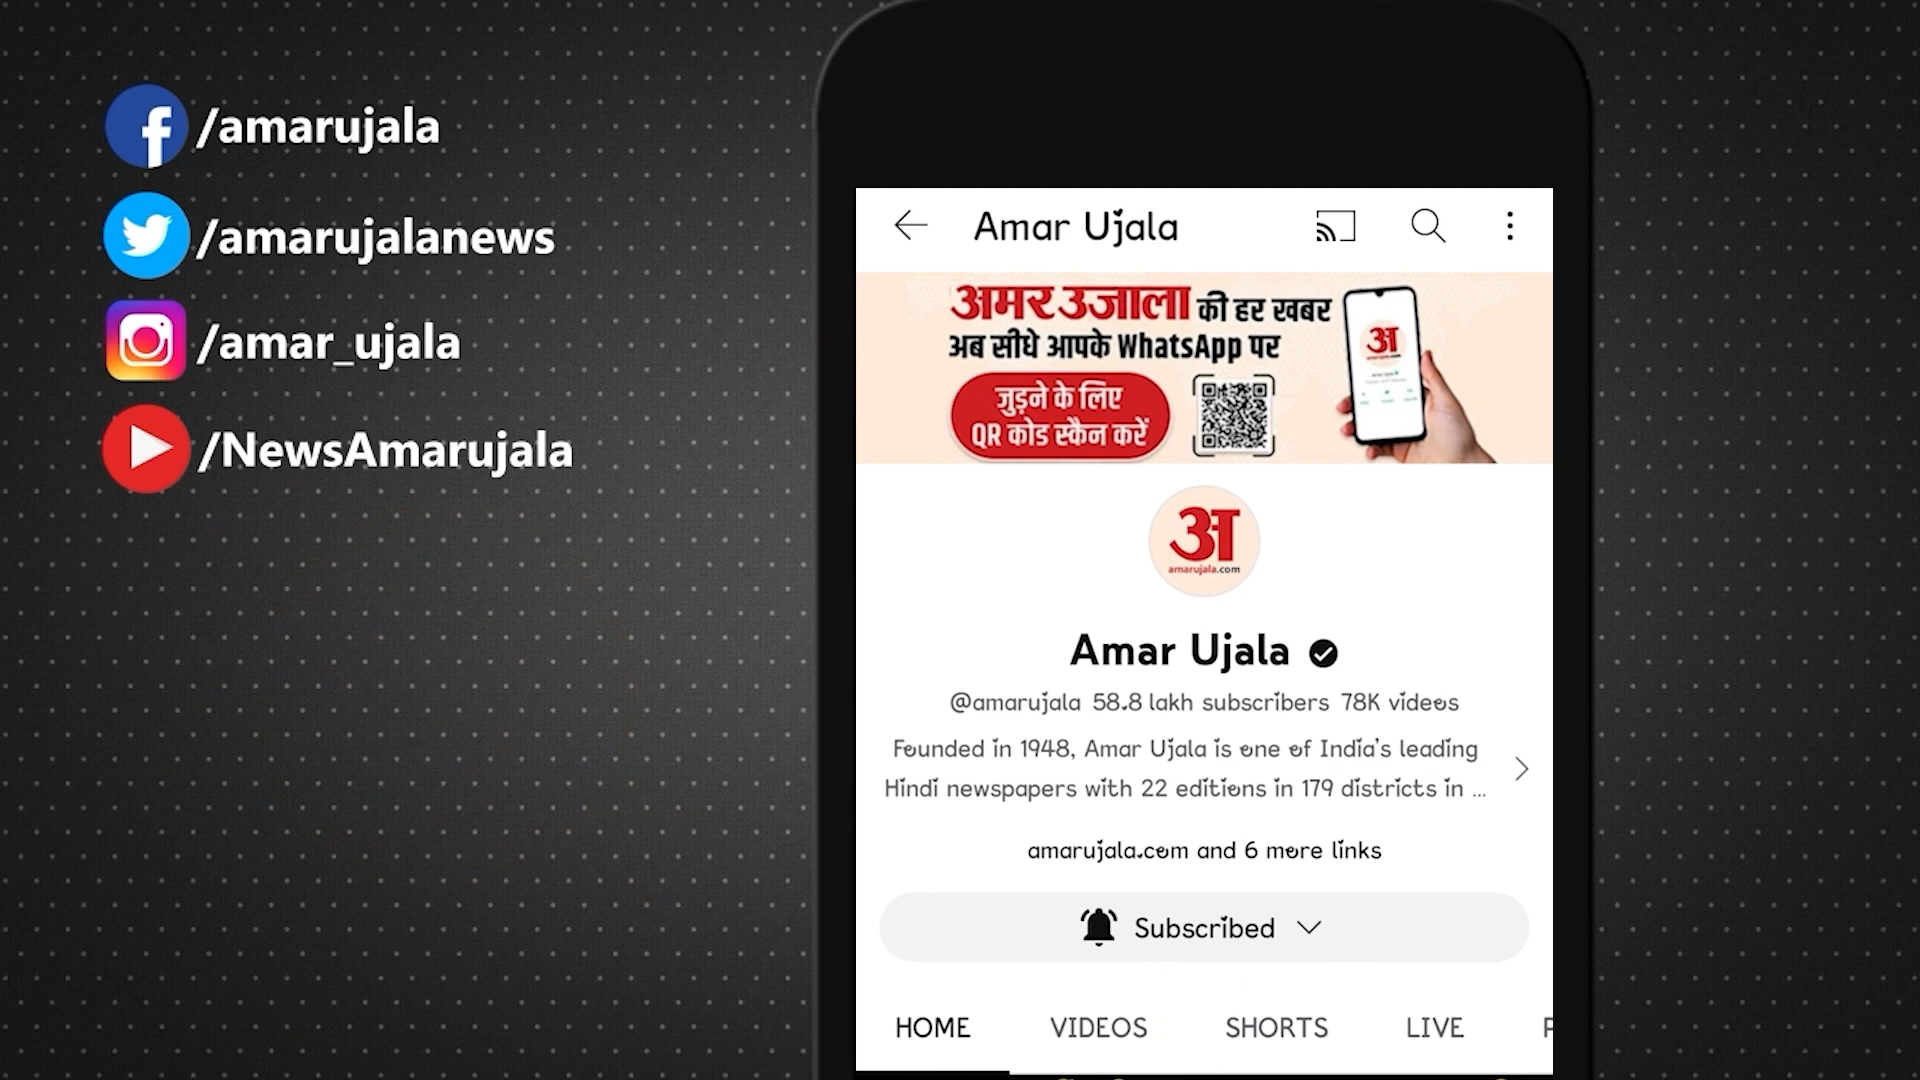 /amarujala
/amarujalanews
/amar_ujala
/NewsAmarujala
Amar Ujala
अमर उजाला की हर खबर
अब सीधे आपके WhatsApp पर
जुड़ने के लिए
QR कोड स्कैन करें
अ
अ
amarujala.com
Amar Ujala
@amarujala 58.8 lakh subscribers 78K videos
Founded in 1948, Amar Ujala is one of India's leading
Hindi newspapers with 22 editions in 179 districts in ...
amarujala.com and 6 more links
Subscribed
HOME VIDEOS SHORTS LIVE